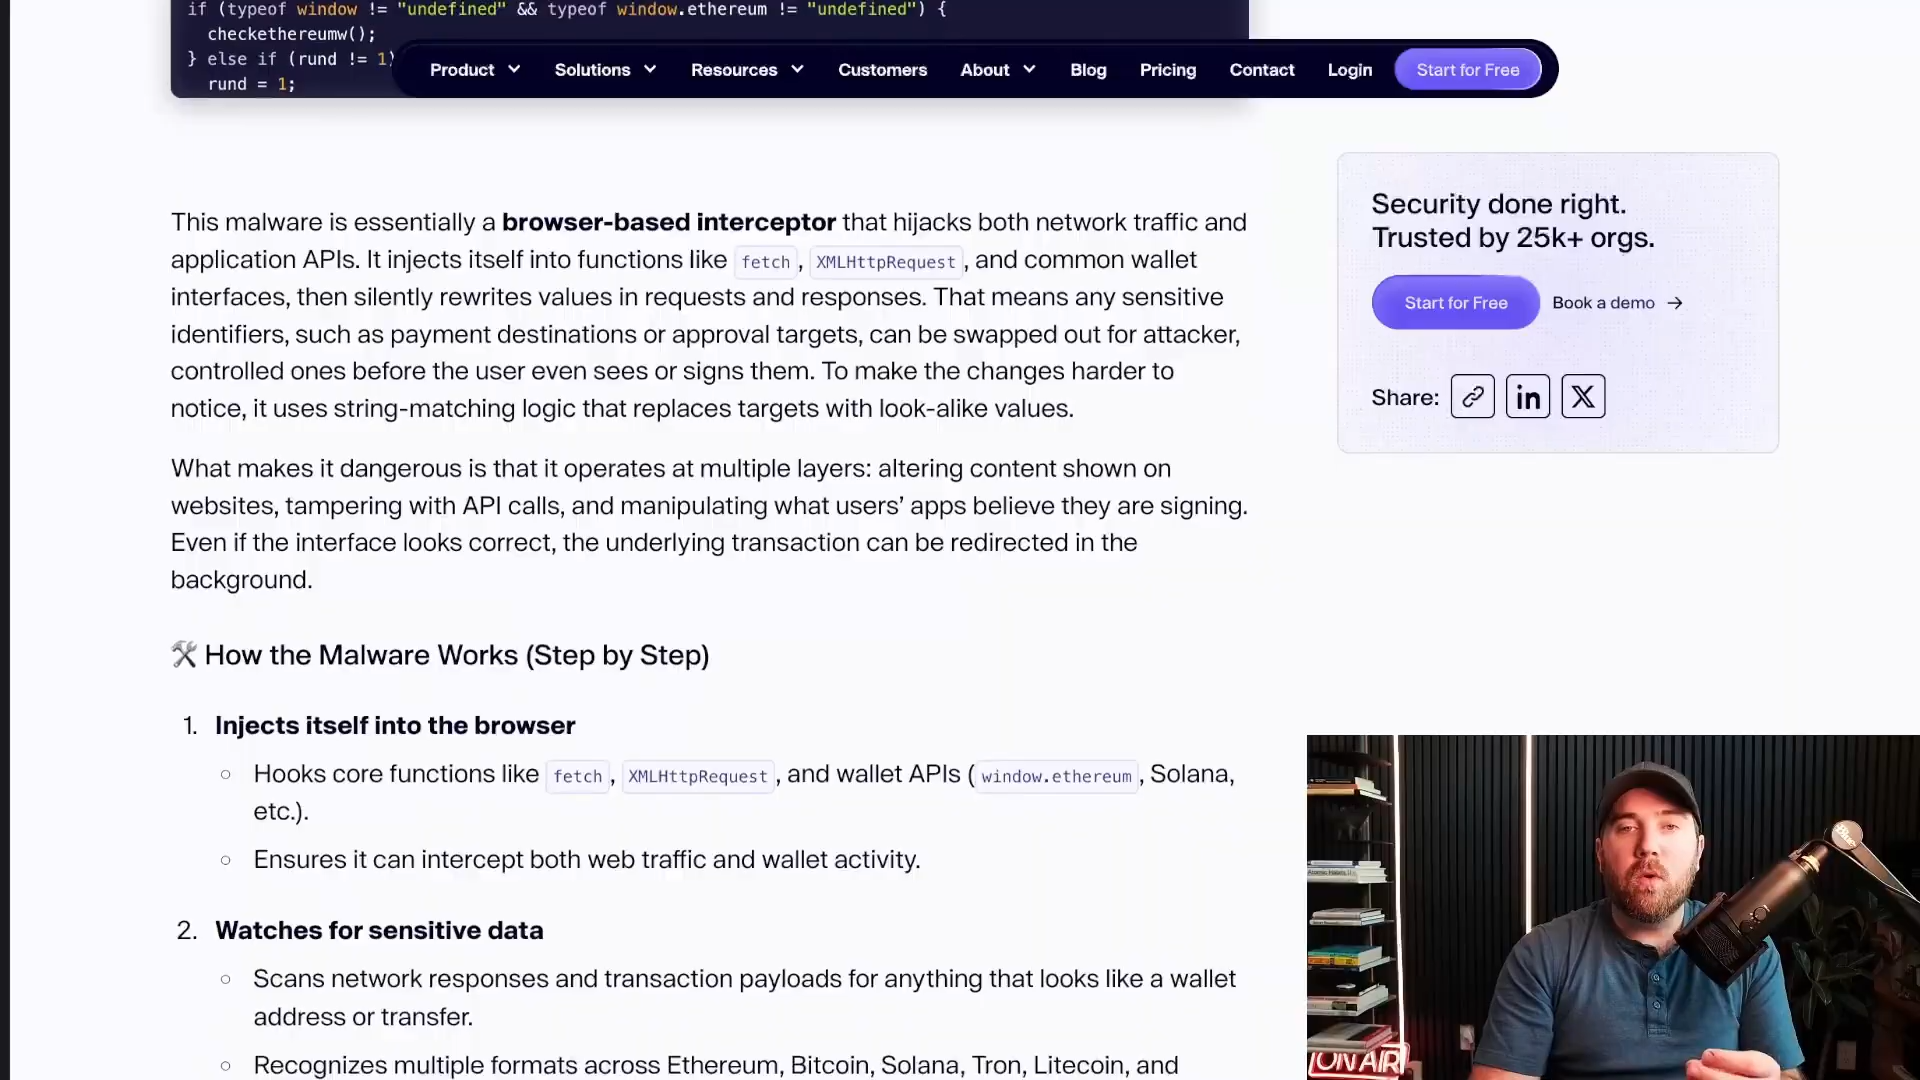 if (typeof window != "undefined" && typeof window.ethereum != "undefined") {
checkethereumw();
} else if (rund != 1)
rund = 1;
Product Solutions Resources Customers About Blog Pricing Contact Login Start for Free
This malware is essentially a browser-based interceptor that hijacks both network traffic and
application APIs. It injects itself into functions like fetch, XMLHttpRequest, and common wallet
interfaces, then silently rewrites values in requests and responses. That means any sensitive
identifiers, such as payment destinations or approval targets, can be swapped out for attacker,
controlled ones before the user even sees or signs them. To make the changes harder to
notice, it uses string-matching logic that replaces targets with look-alike values.
What makes it dangerous is that it operates at multiple layers: altering content shown on
websites, tampering with API calls, and manipulating what users’ apps believe they are signing.
Even if the interface looks correct, the underlying transaction can be redirected in the
background.
🛠 How the Malware Works (Step by Step)
1. Injects itself into the browser
○ Hooks core functions like fetch, XMLHttpRequest, and wallet APIs (window.ethereum, Solana,
etc.).
○ Ensures it can intercept both web traffic and wallet activity.
2. Watches for sensitive data
○ Scans network responses and transaction payloads for anything that looks like a wallet
address or transfer.
○ Recognizes multiple formats across Ethereum, Bitcoin, Solana, Tron, Litecoin, and
Security done right.
Trusted by 25k+ orgs.
Start for Free Book a demo →
Share: in X
Blue
ON AIR